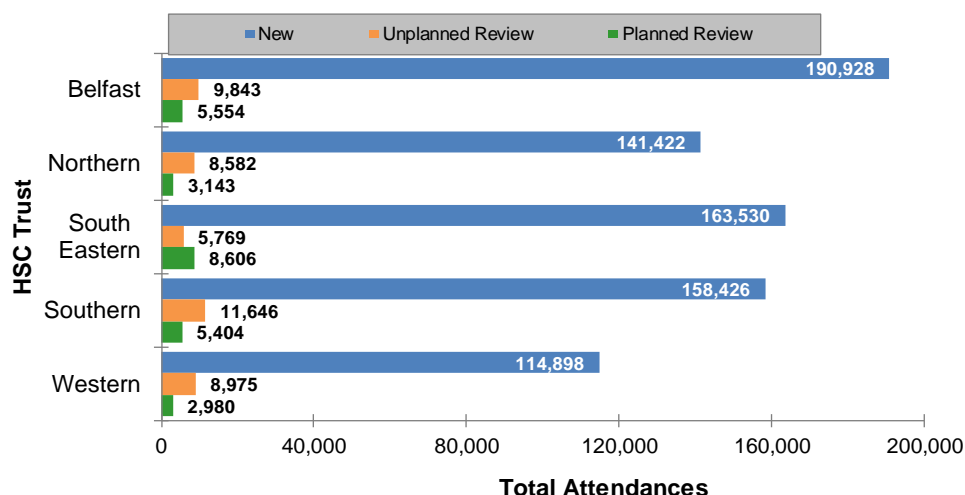 New Unplanned Review Planned Review
HSC Trust
Belfast
190,928
9,843
5,554
Northern
141,422
8,582
3,143
South
Eastern
163,530
5,769
8,606
Southern
158,426
11,646
5,404
Western
114,898
8,975
2,980
0 40,000 80,000 120,000 160,000 200,000
Total Attendances